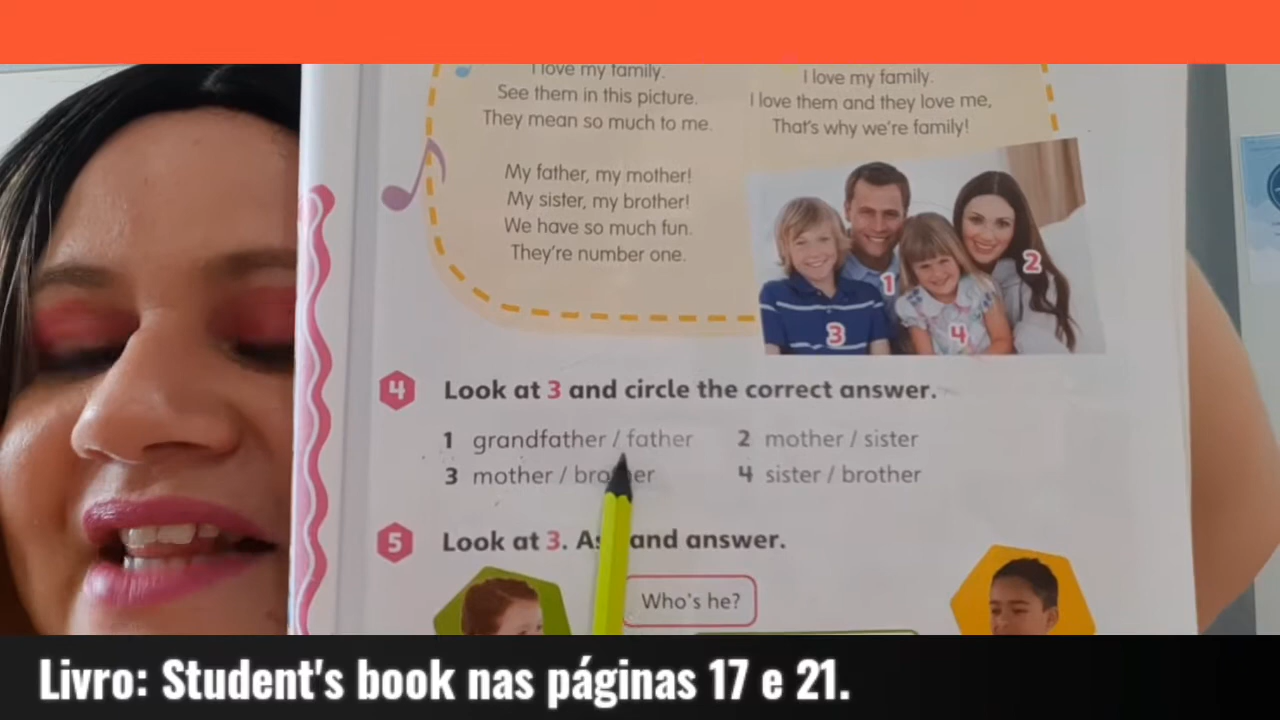 I love my family.
See them in this picture.
They mean so much to me.
My father, my mother!
My sister, my brother!
We have so much fun.
They're number one.
I love my family.
I love them and they love me,
That's why we're family!
1
2
3
4
4 Look at 3 and circle the correct answer.
1 grandfather / father 2 mother / sister
3 mother / brother 4 sister / brother
5 Look at 3. Ask and answer.
Who's he?
Livro: Student's book nas páginas 17 e 21.